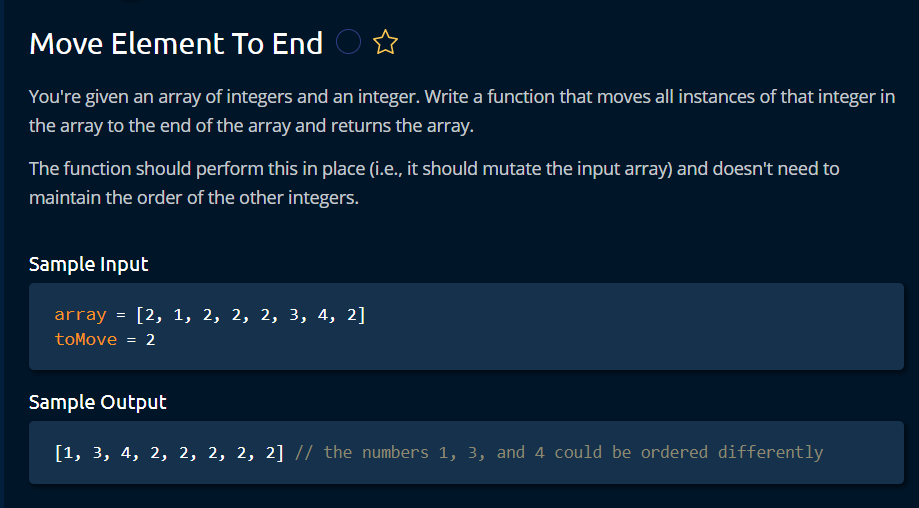 Move Element To End
You're given an array of integers and an integer. Write a function that moves all instances of that integer in
the array to the end of the array and returns the array.
The function should perform this in place (i.e., it should mutate the input array) and doesn't need to
maintain the order of the other integers.
Sample Input
array = [2, 1, 2, 2, 2, 3, 4, 2]
toMove = 2
Sample Output
[1, 3, 4, 2, 2, 2, 2, 2] // the numbers 1, 3, and 4 could be ordered differently